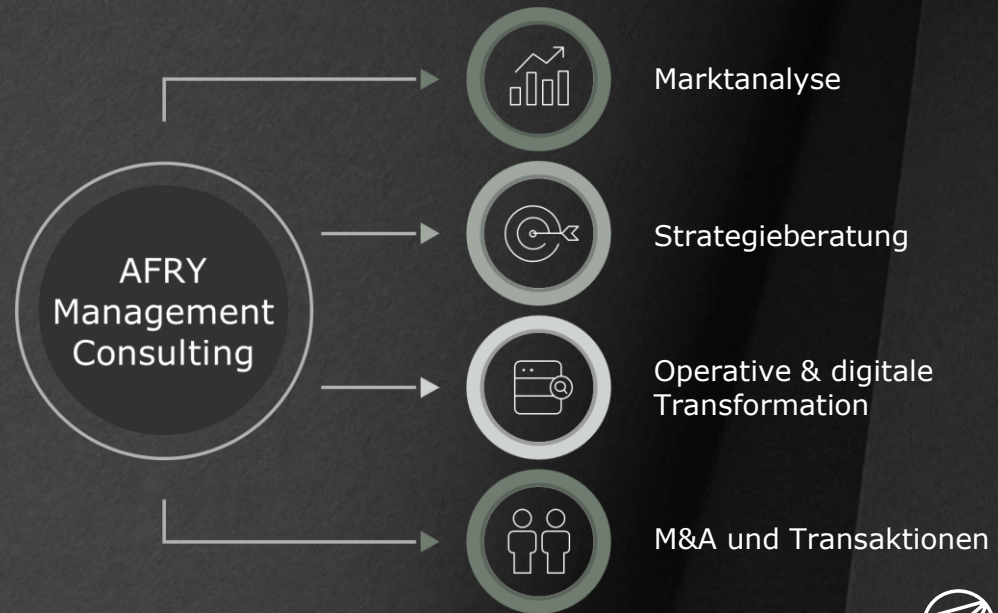 AFRY
Management
Consulting
Marktanalyse
Strategieberatung
Operative & digitale
Transformation
M&A und Transaktionen